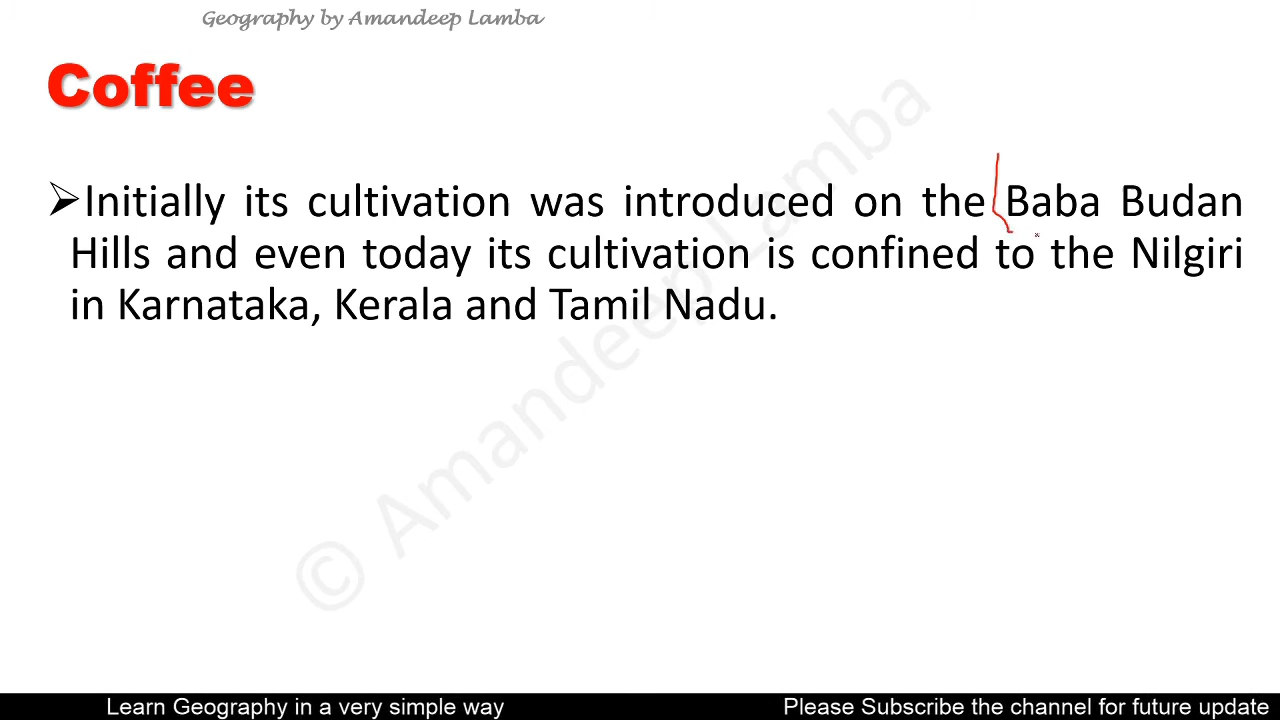 Geography by Amandeep Lamba
Coffee
➢Initially its cultivation was introduced on the Baba Budan
Hills and even today its cultivation is confined to the Nilgiri
in Karnataka, Kerala and Tamil Nadu.
© Amandeep Lamba
Learn Geography in a very simple way
Please Subscribe the channel for future update